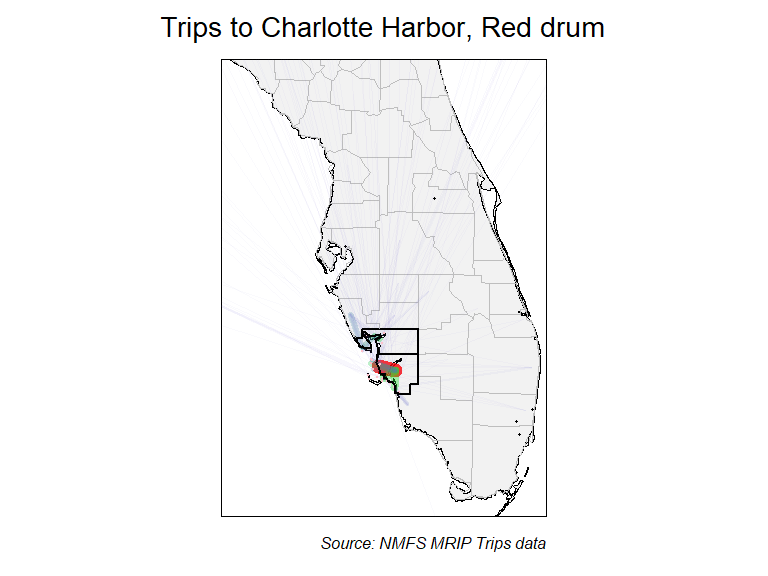 Trips to Charlotte Harbor, Red drum
Source: NMFS MRIP Trips data